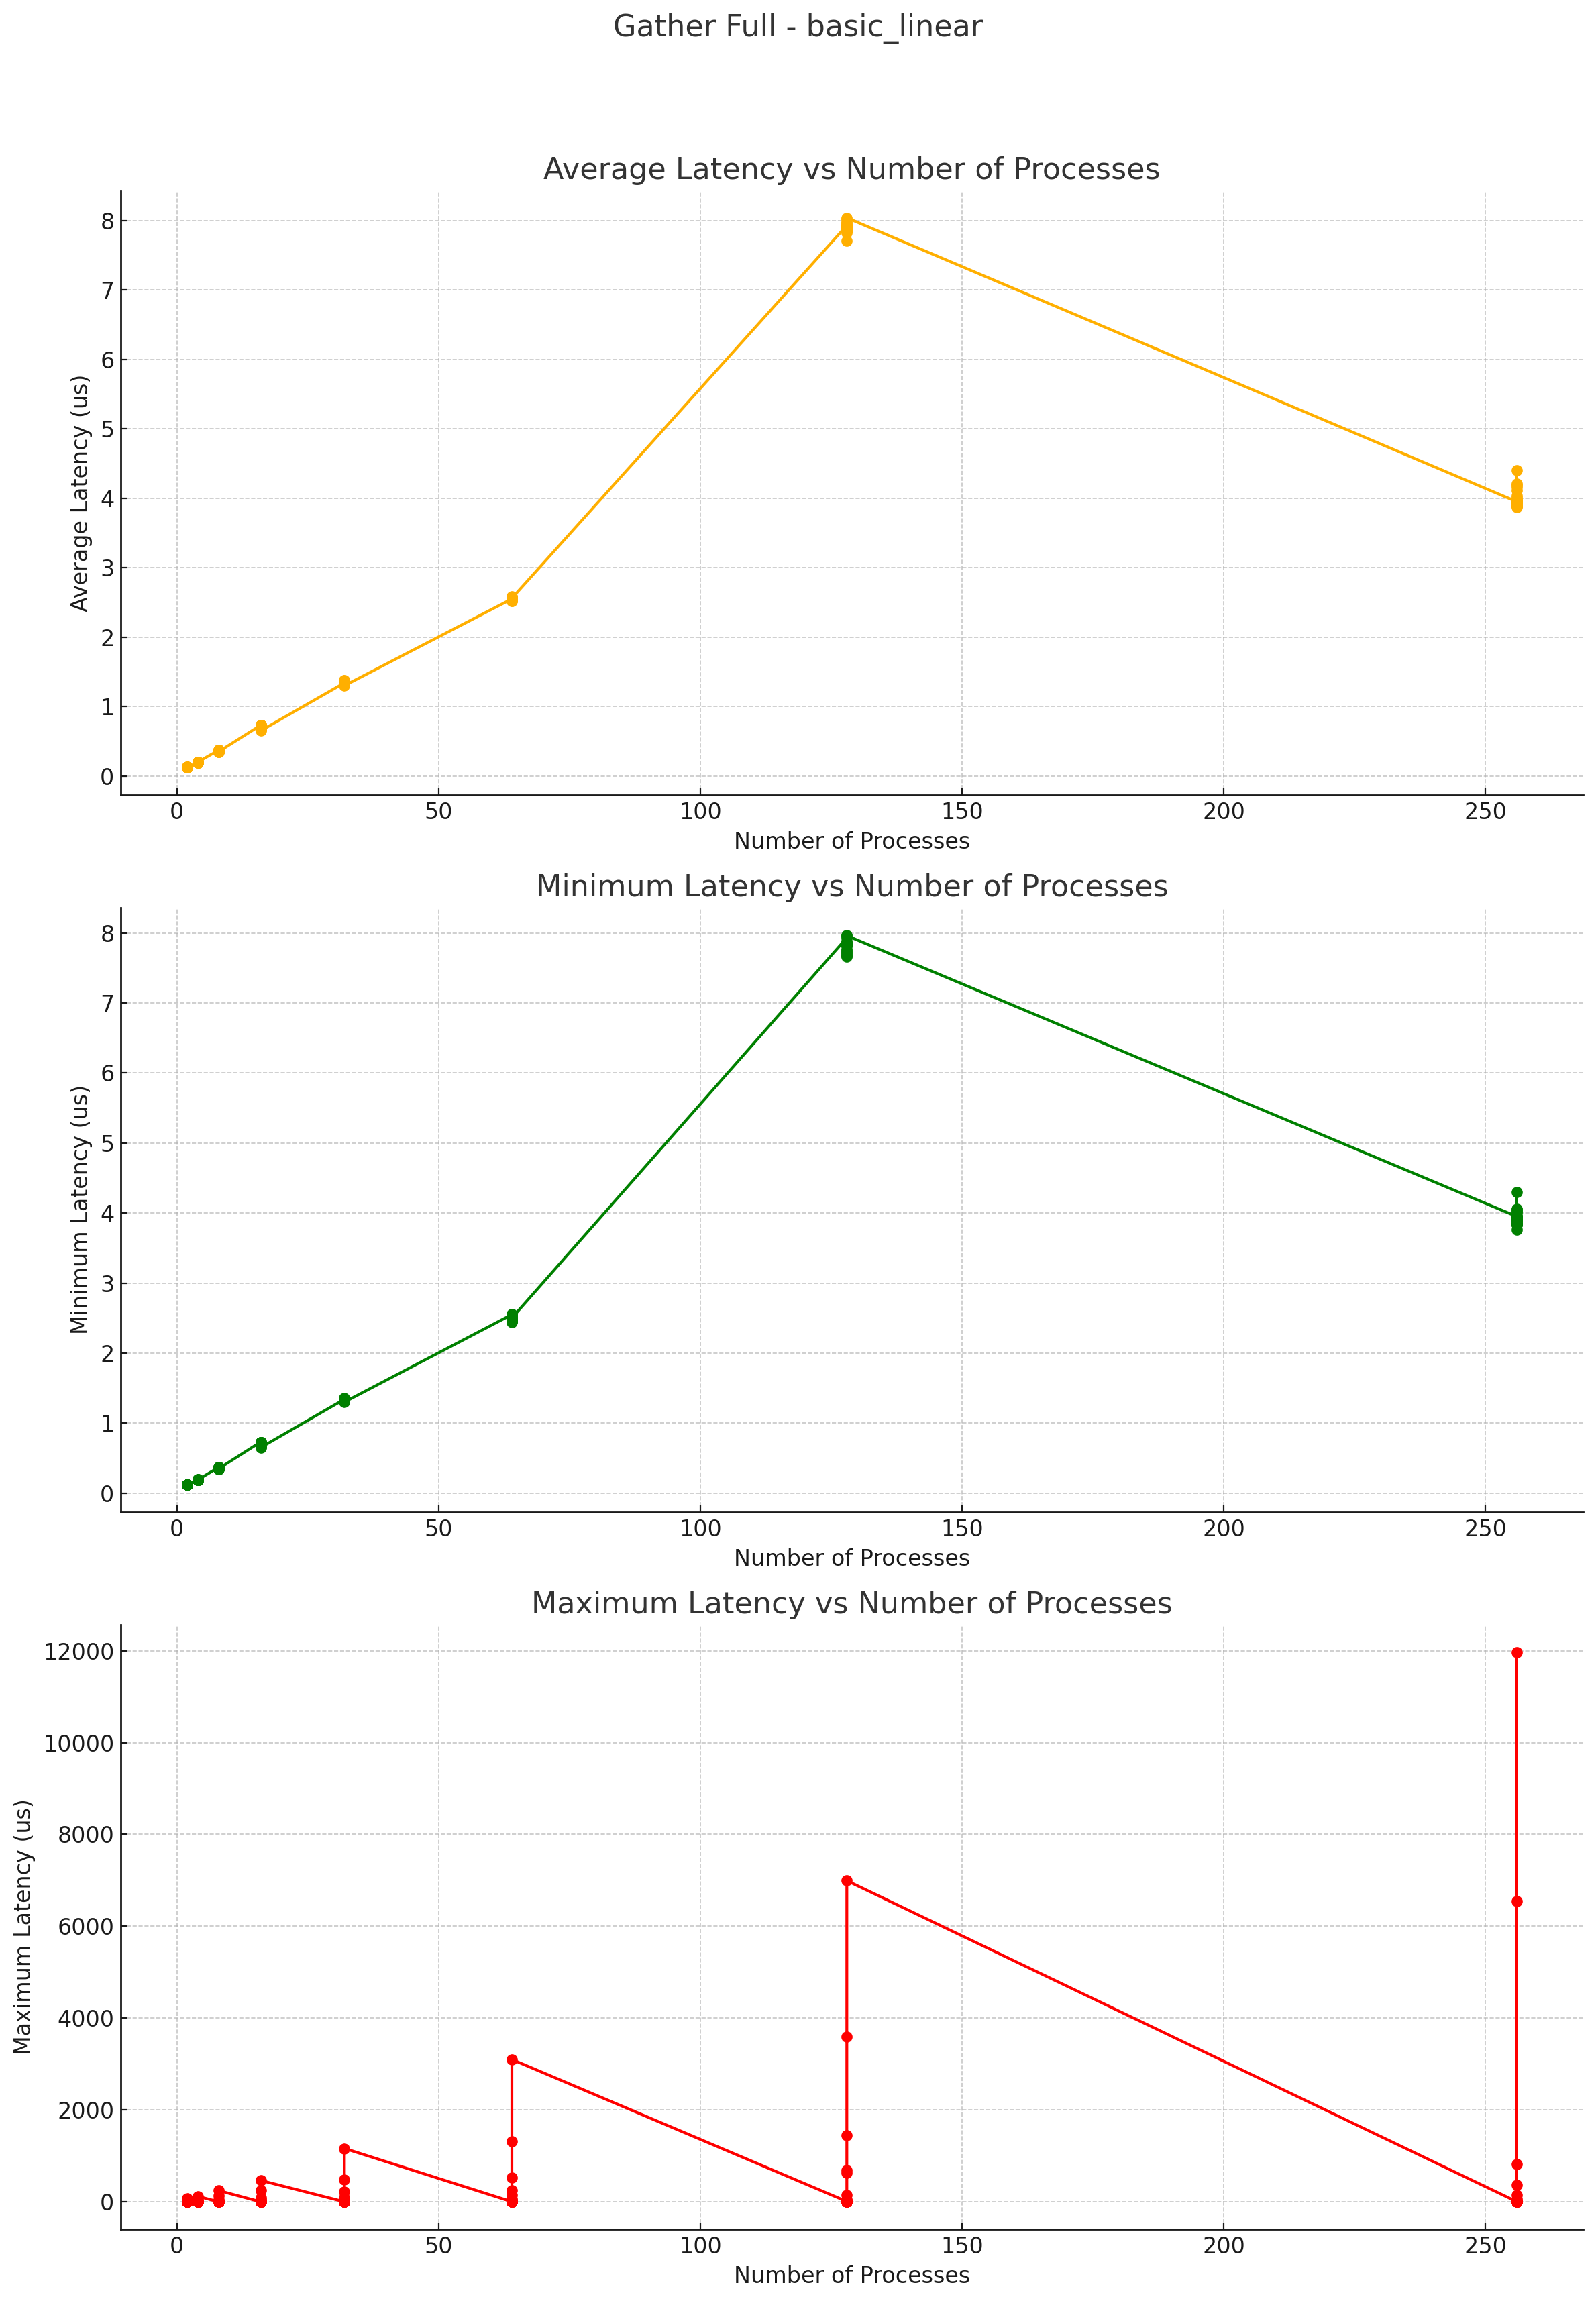 Gather Full - basic_linear
Average Latency vs Number of Processes
Average Latency (us)
8
7
6
5
4
3
2
1
0
0 50 100 150 200 250
Number of Processes
Minimum Latency vs Number of Processes
Minimum Latency (us)
8
7
6
5
4
3
2
1
0
0 50 100 150 200 250
Number of Processes
Maximum Latency vs Number of Processes
Maximum Latency (us)
12000
10000
8000
6000
4000
2000
0
0 50 100 150 200 250
Number of Processes